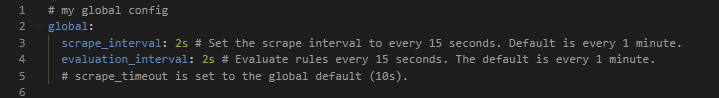 1 # my global config
2 global:
3 scrape_interval: 2s # Set the scrape interval to every 15 seconds. Default is every 1 minute.
4 evaluation_interval: 2s # Evaluate rules every 15 seconds. The default is every 1 minute.
5 # scrape_timeout is set to the global default (10s).
6